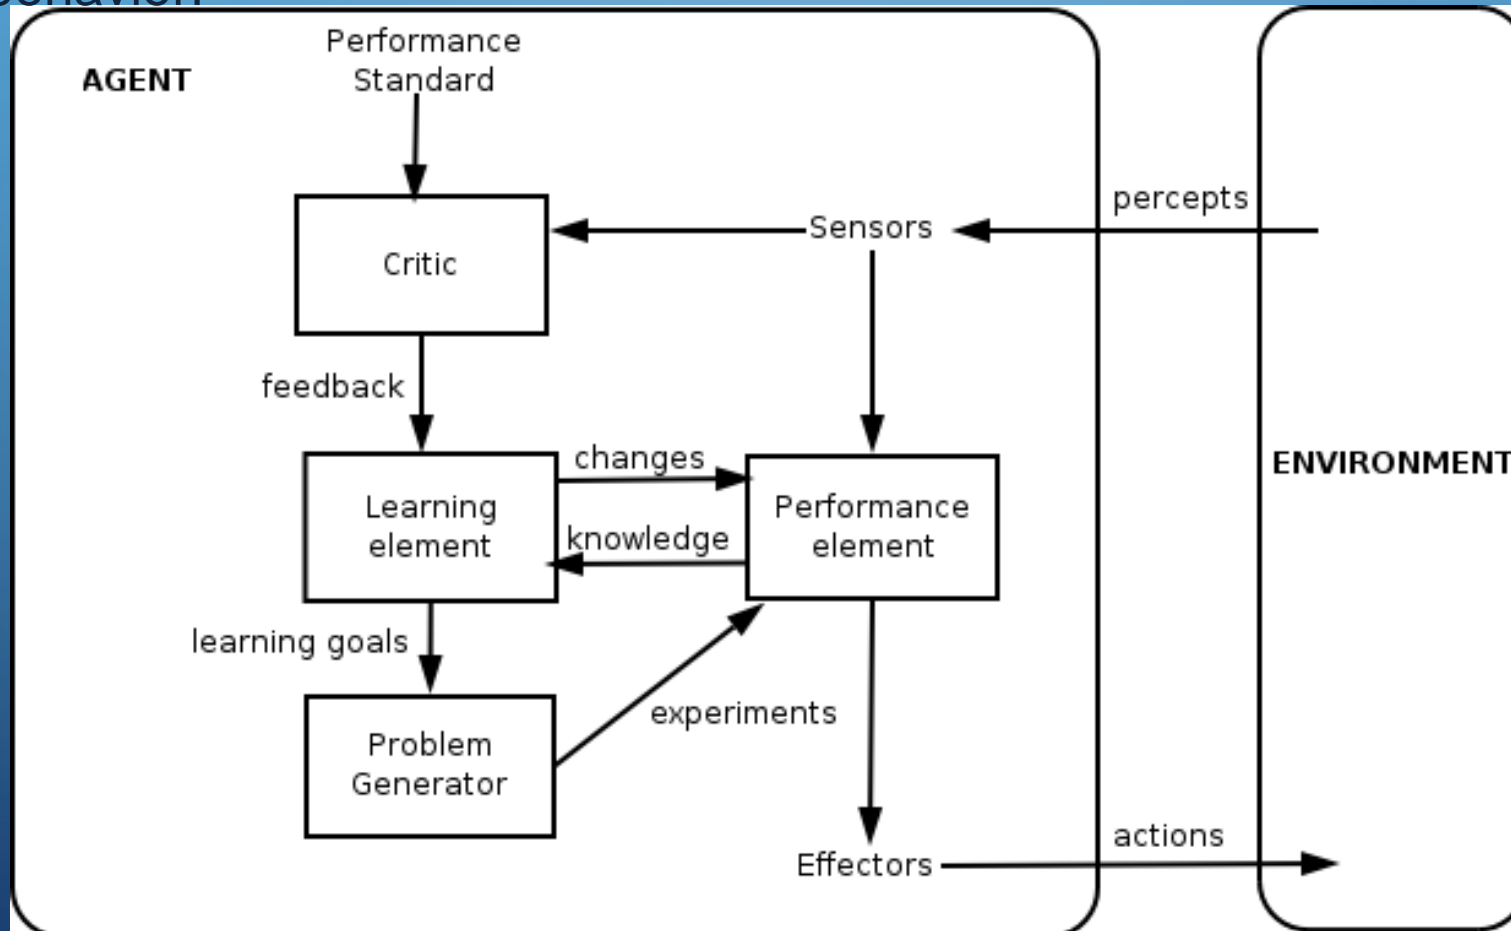 behavior
Performance
Standard
AGENT
percepts
Sensors
Critic
feedback
changes
ENVIRONMENT
Learning
element
Performance
element
knowledge
learning goals
experiments
Problem
Generator
actions
Effectors